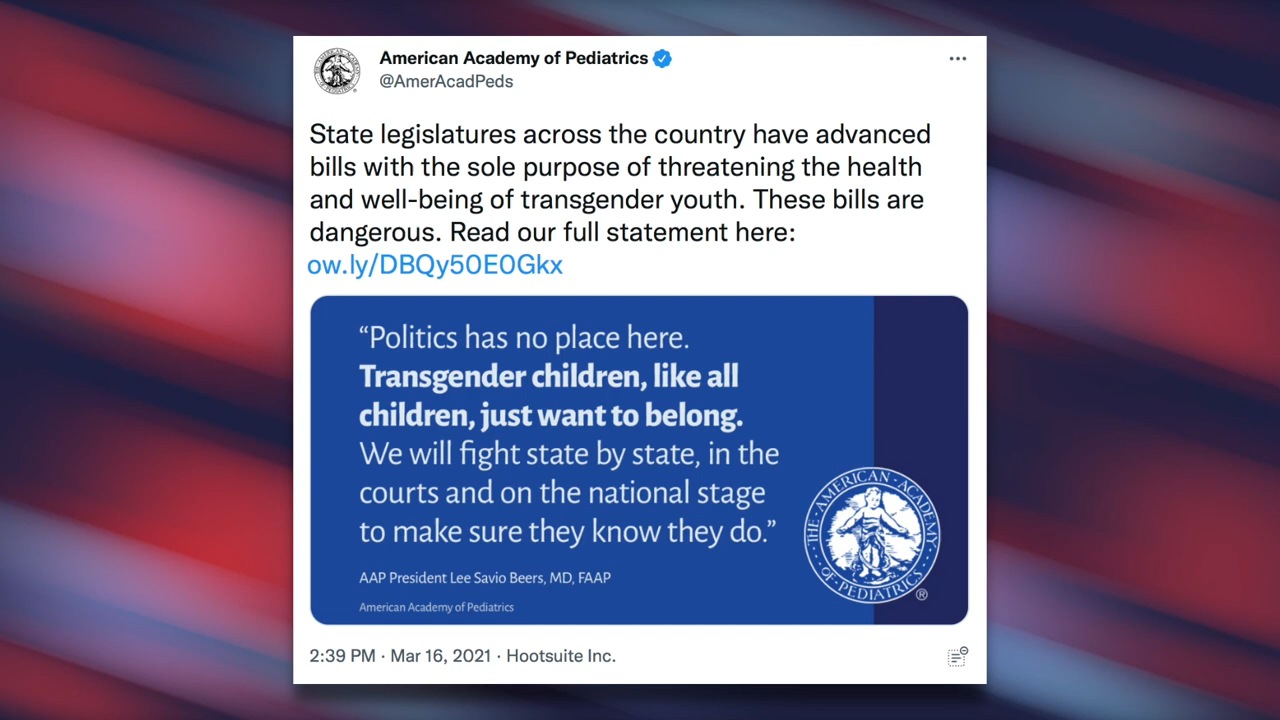 American Academy of Pediatrics
@AmerAcadPeds
State legislatures across the country have advanced
bills with the sole purpose of threatening the health
and well-being of transgender youth. These bills are
dangerous. Read our full statement here:
ow.ly/DBQy50E0Gkx
“Politics has no place here.
Transgender children, like all
children, just want to belong.
We will fight state by state, in the
courts and on the national stage
to make sure they know they do.”
AAP President Lee Savio Beers, MD, FAAP
American Academy of Pediatrics
THE · AMERICAN · ACADEMY · OF · PEDIATRICS ·
®
2:39 PM · Mar 16, 2021 · Hootsuite Inc.